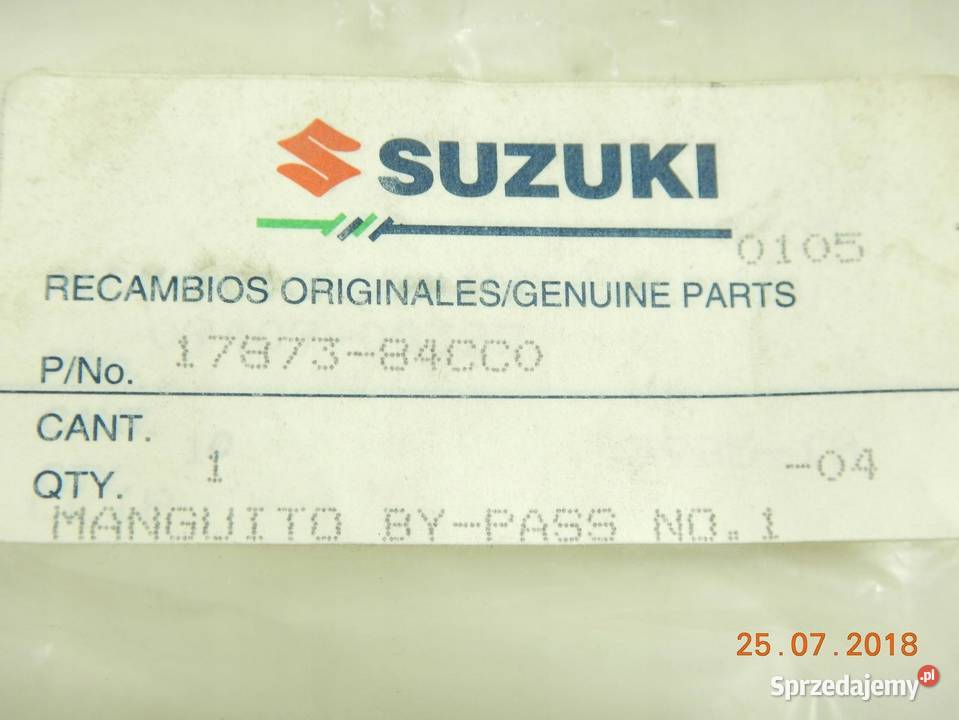 SUZUKI
0105
RECAMBIOS ORIGINALES/GENUINE PARTS
P/No. 17873-84CC0
CANT.
QTY. 1 -04
MANGUITO BY-PASS NO.1
25.07.2018
Sprzedajemy.pl